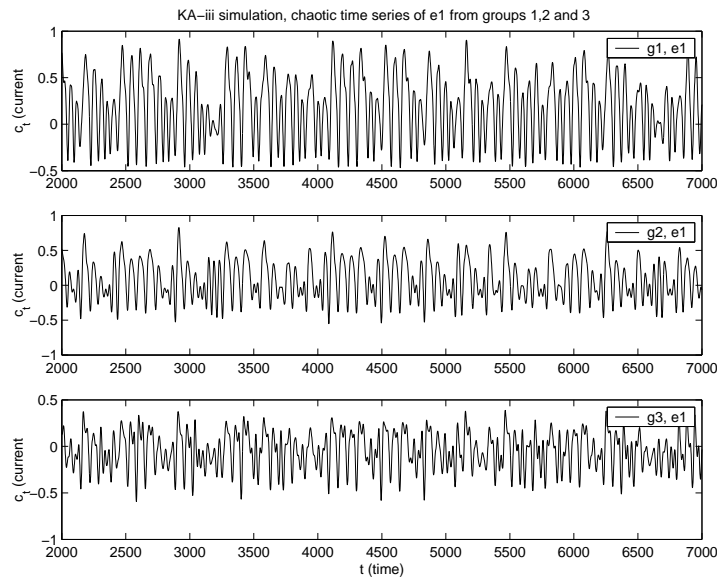 KA−iii simulation, chaotic time series of e1 from groups 1,2 and 3
1
g1, e1
0.5
c_t (current
0
−0.5
2000 2500 3000 3500 4000 4500 5000 5500 6000 6500 7000
1
g2, e1
0.5
c_t (current
0
−0.5
−1
2000 2500 3000 3500 4000 4500 5000 5500 6000 6500 7000
0.5
g3, e1
0
c_t (current
−0.5
−1
2000 2500 3000 3500 4000 4500 5000 5500 6000 6500 7000
t (time)